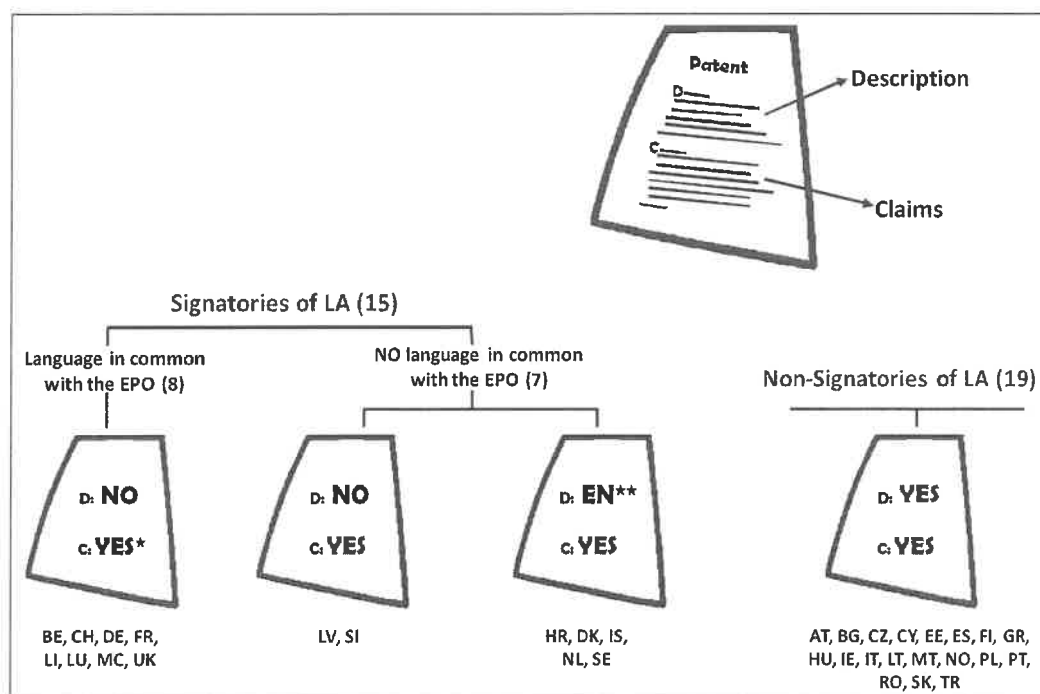 Patent
D
Description
C
Claims
Signatories of LA (15)
Language in common
with the EPO (8)
NO language in common
with the EPO (7)
Non-Signatories of LA (19)
D: NO
C: YES*
D: NO
C: YES
D: EN**
C: YES
D: YES
C: YES
BE, CH, DE, FR,
LI, LU, MC, UK
LV, SI
HR, DK, IS,
NL, SE
AT, BG, CZ, CY, EE, ES, FI, GR,
HU, IE, IT, LT, MT, NO, PL, PT,
RO, SK, TR